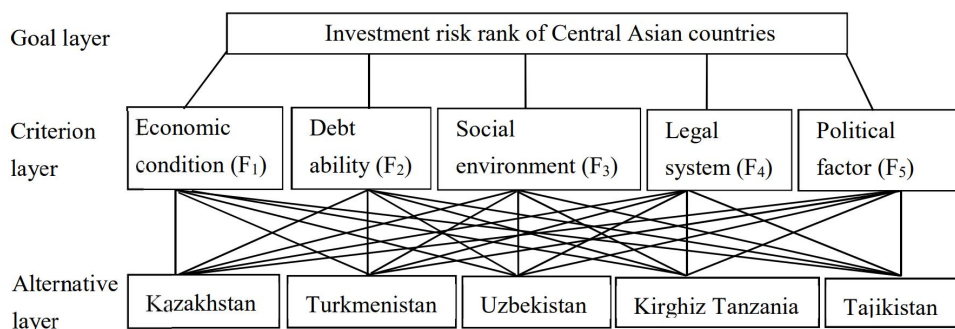 Goal layer
Investment risk rank of Central Asian countries
Criterion
layer
Economic
condition (F₁)
Debt
ability (F₂)
Social
environment (F₃)
Legal
system (F₄)
Political
factor (F₅)
Alternative
laver
Kazakhstan
Turkmenistan
Uzbekistan
Kirghiz Tanzania
Tajikistan